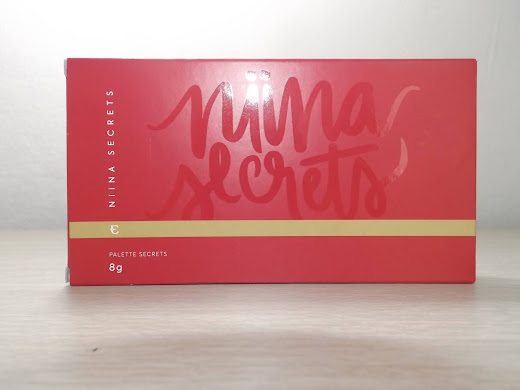 niina
secrets
NIINA SECRETS
PALETTE SECRETS
8g